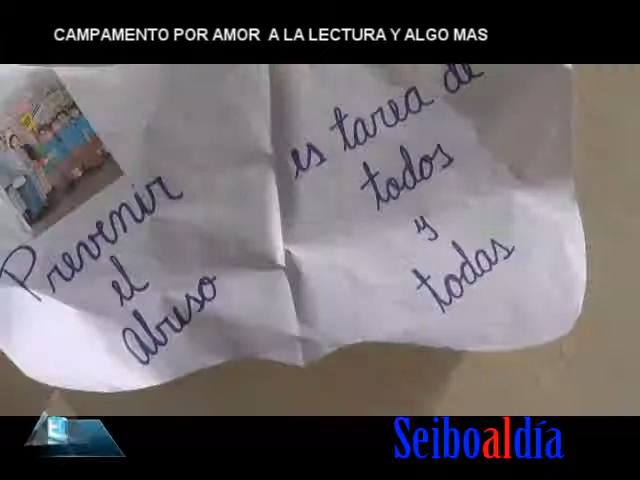 CAMPAMENTO POR AMOR A LA LECTURA Y ALGO MAS
Prevenir
el
abuso
es tarea de
todos
y
todas
Seiboaldía